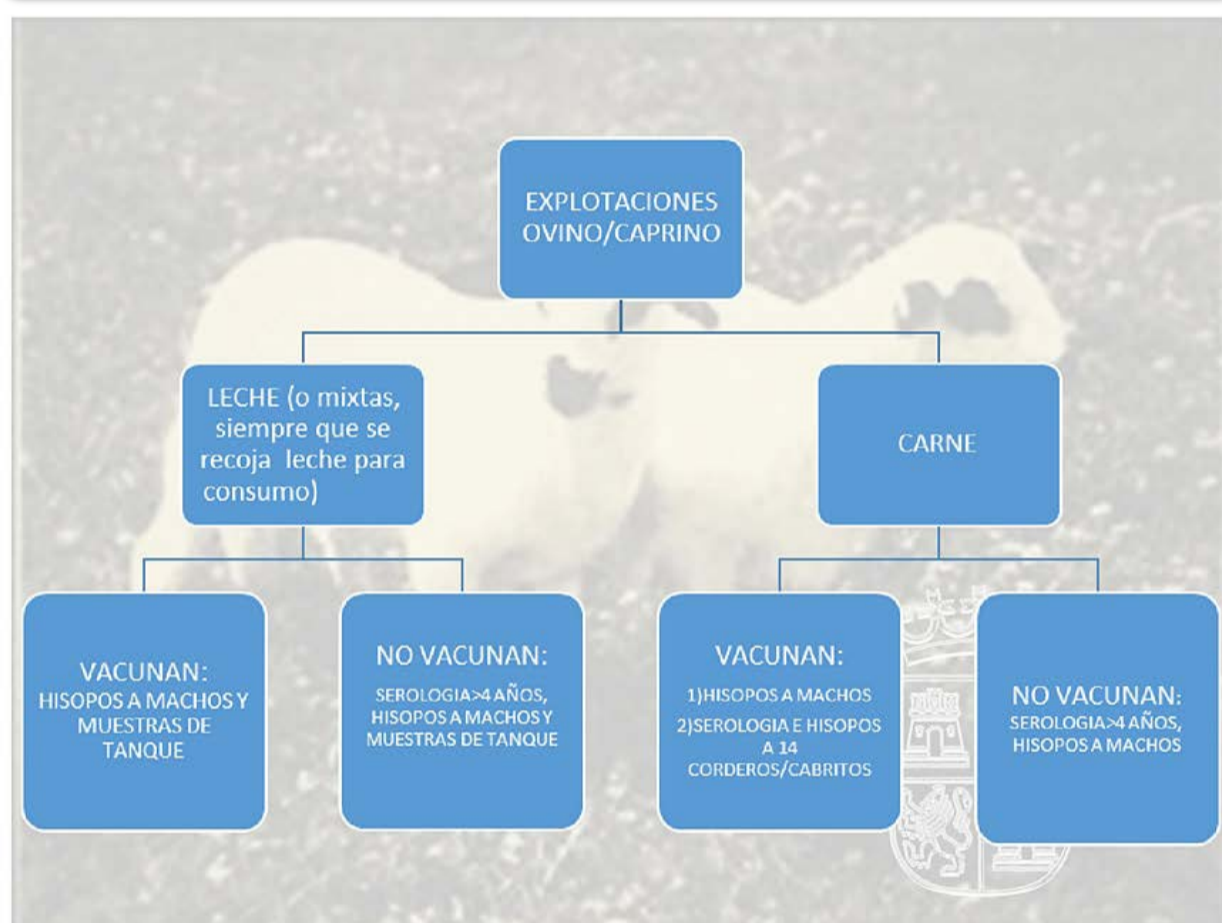 EXPLOTACIONES
OVINO/CAPRINO
LECHE (o mixtas,
siempre que se
recoja leche para
consumo)
CARNE
VACUNAN:
HISOPOS A MACHOS Y
MUESTRAS DE
TANQUE
NO VACUNAN:
SEROLOGIA>4 AÑOS,
HISOPOS A MACHOS Y
MUESTRAS DE TANQUE
VACUNAN:
1)HISOPOS A MACHOS
2)SEROLOGIA E HISOPOS
A 14
CORDEROS/CABRITOS
NO VACUNAN:
SEROLOGIA>4 AÑOS,
HISOPOS A MACHOS